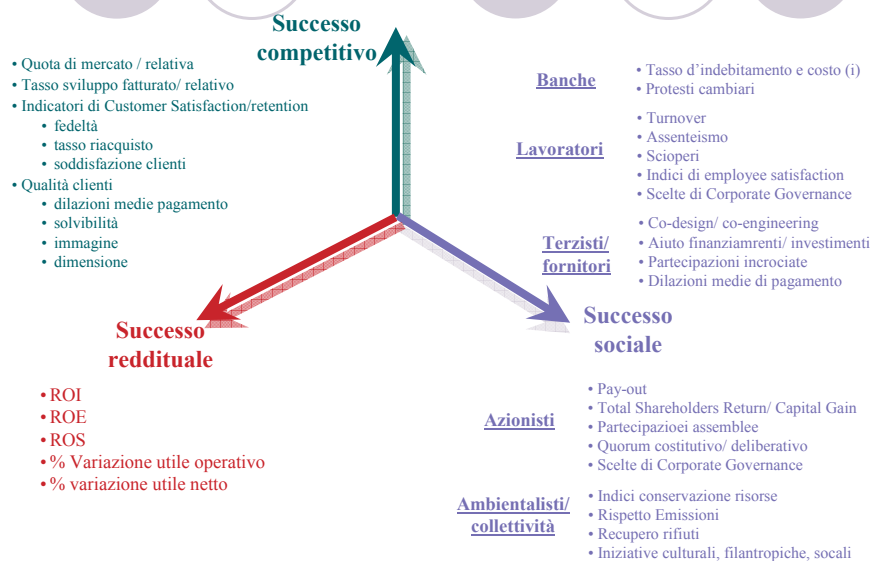 Successo
competitivo
• Quota di mercato / relativa
• Tasso sviluppo fatturato/ relativo
• Indicatori di Customer Satisfaction/retention
• fedeltà
• tasso riacquisto
• soddisfazione clienti
• Qualità clienti
• dilazioni medie pagamento
• solvibilità
• immagine
• dimensione
Banche
• Tasso d'indebitamento e costo (i)
• Protesti cambiari
Lavoratori
• Turnover
• Assenteismo
• Scioperi
• Indici di employee satisfaction
• Scelte di Corporate Governance
Terzisti/
fornitori
• Co-design/ co-engineering
• Aiuto finanziamrenti/ investimenti
• Partecipazioni incrociate
• Dilazioni medie di pagamento
Successo
reddituale
• ROI
• ROE
• ROS
• % Variazione utile operativo
• % variazione utile netto
Successo
sociale
Azionisti
• Pay-out
• Total Shareholders Return/ Capital Gain
• Partecipazioei assemblee
• Quorum costitutivo/ deliberativo
• Scelte di Corporate Governance
Ambientalisti/
collettività
• Indici conservazione risorse
• Rispetto Emissioni
• Recupero rifiuti
• Iniziative culturali, filantropiche, socali